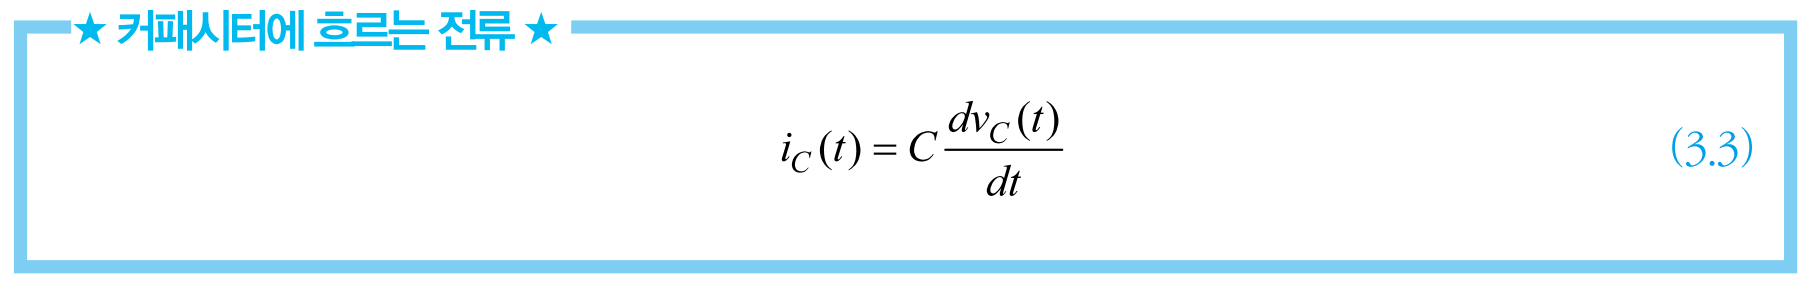 ★ 커패시터에 흐르는 전류 ★
i_C(t) = C dv_C(t)/dt (3.3)